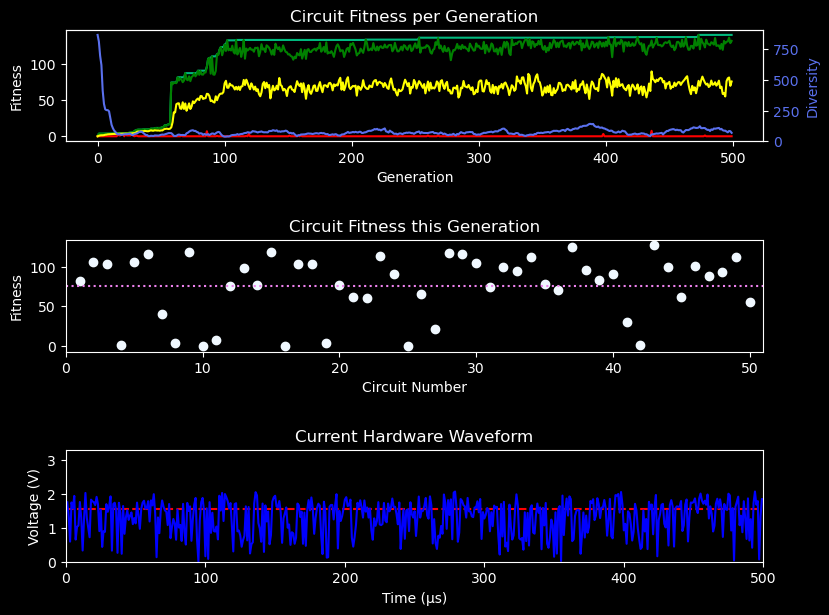 Circuit Fitness per Generation
Fitness
100
50
0
750
500
250
0
Diversity
0 100 200 300 400 500
Generation
Circuit Fitness this Generation
Fitness
100
50
0
0 10 20 30 40 50
Circuit Number
Current Hardware Waveform
Voltage (V)
3
2
1
0
0 100 200 300 400 500
Time (μs)